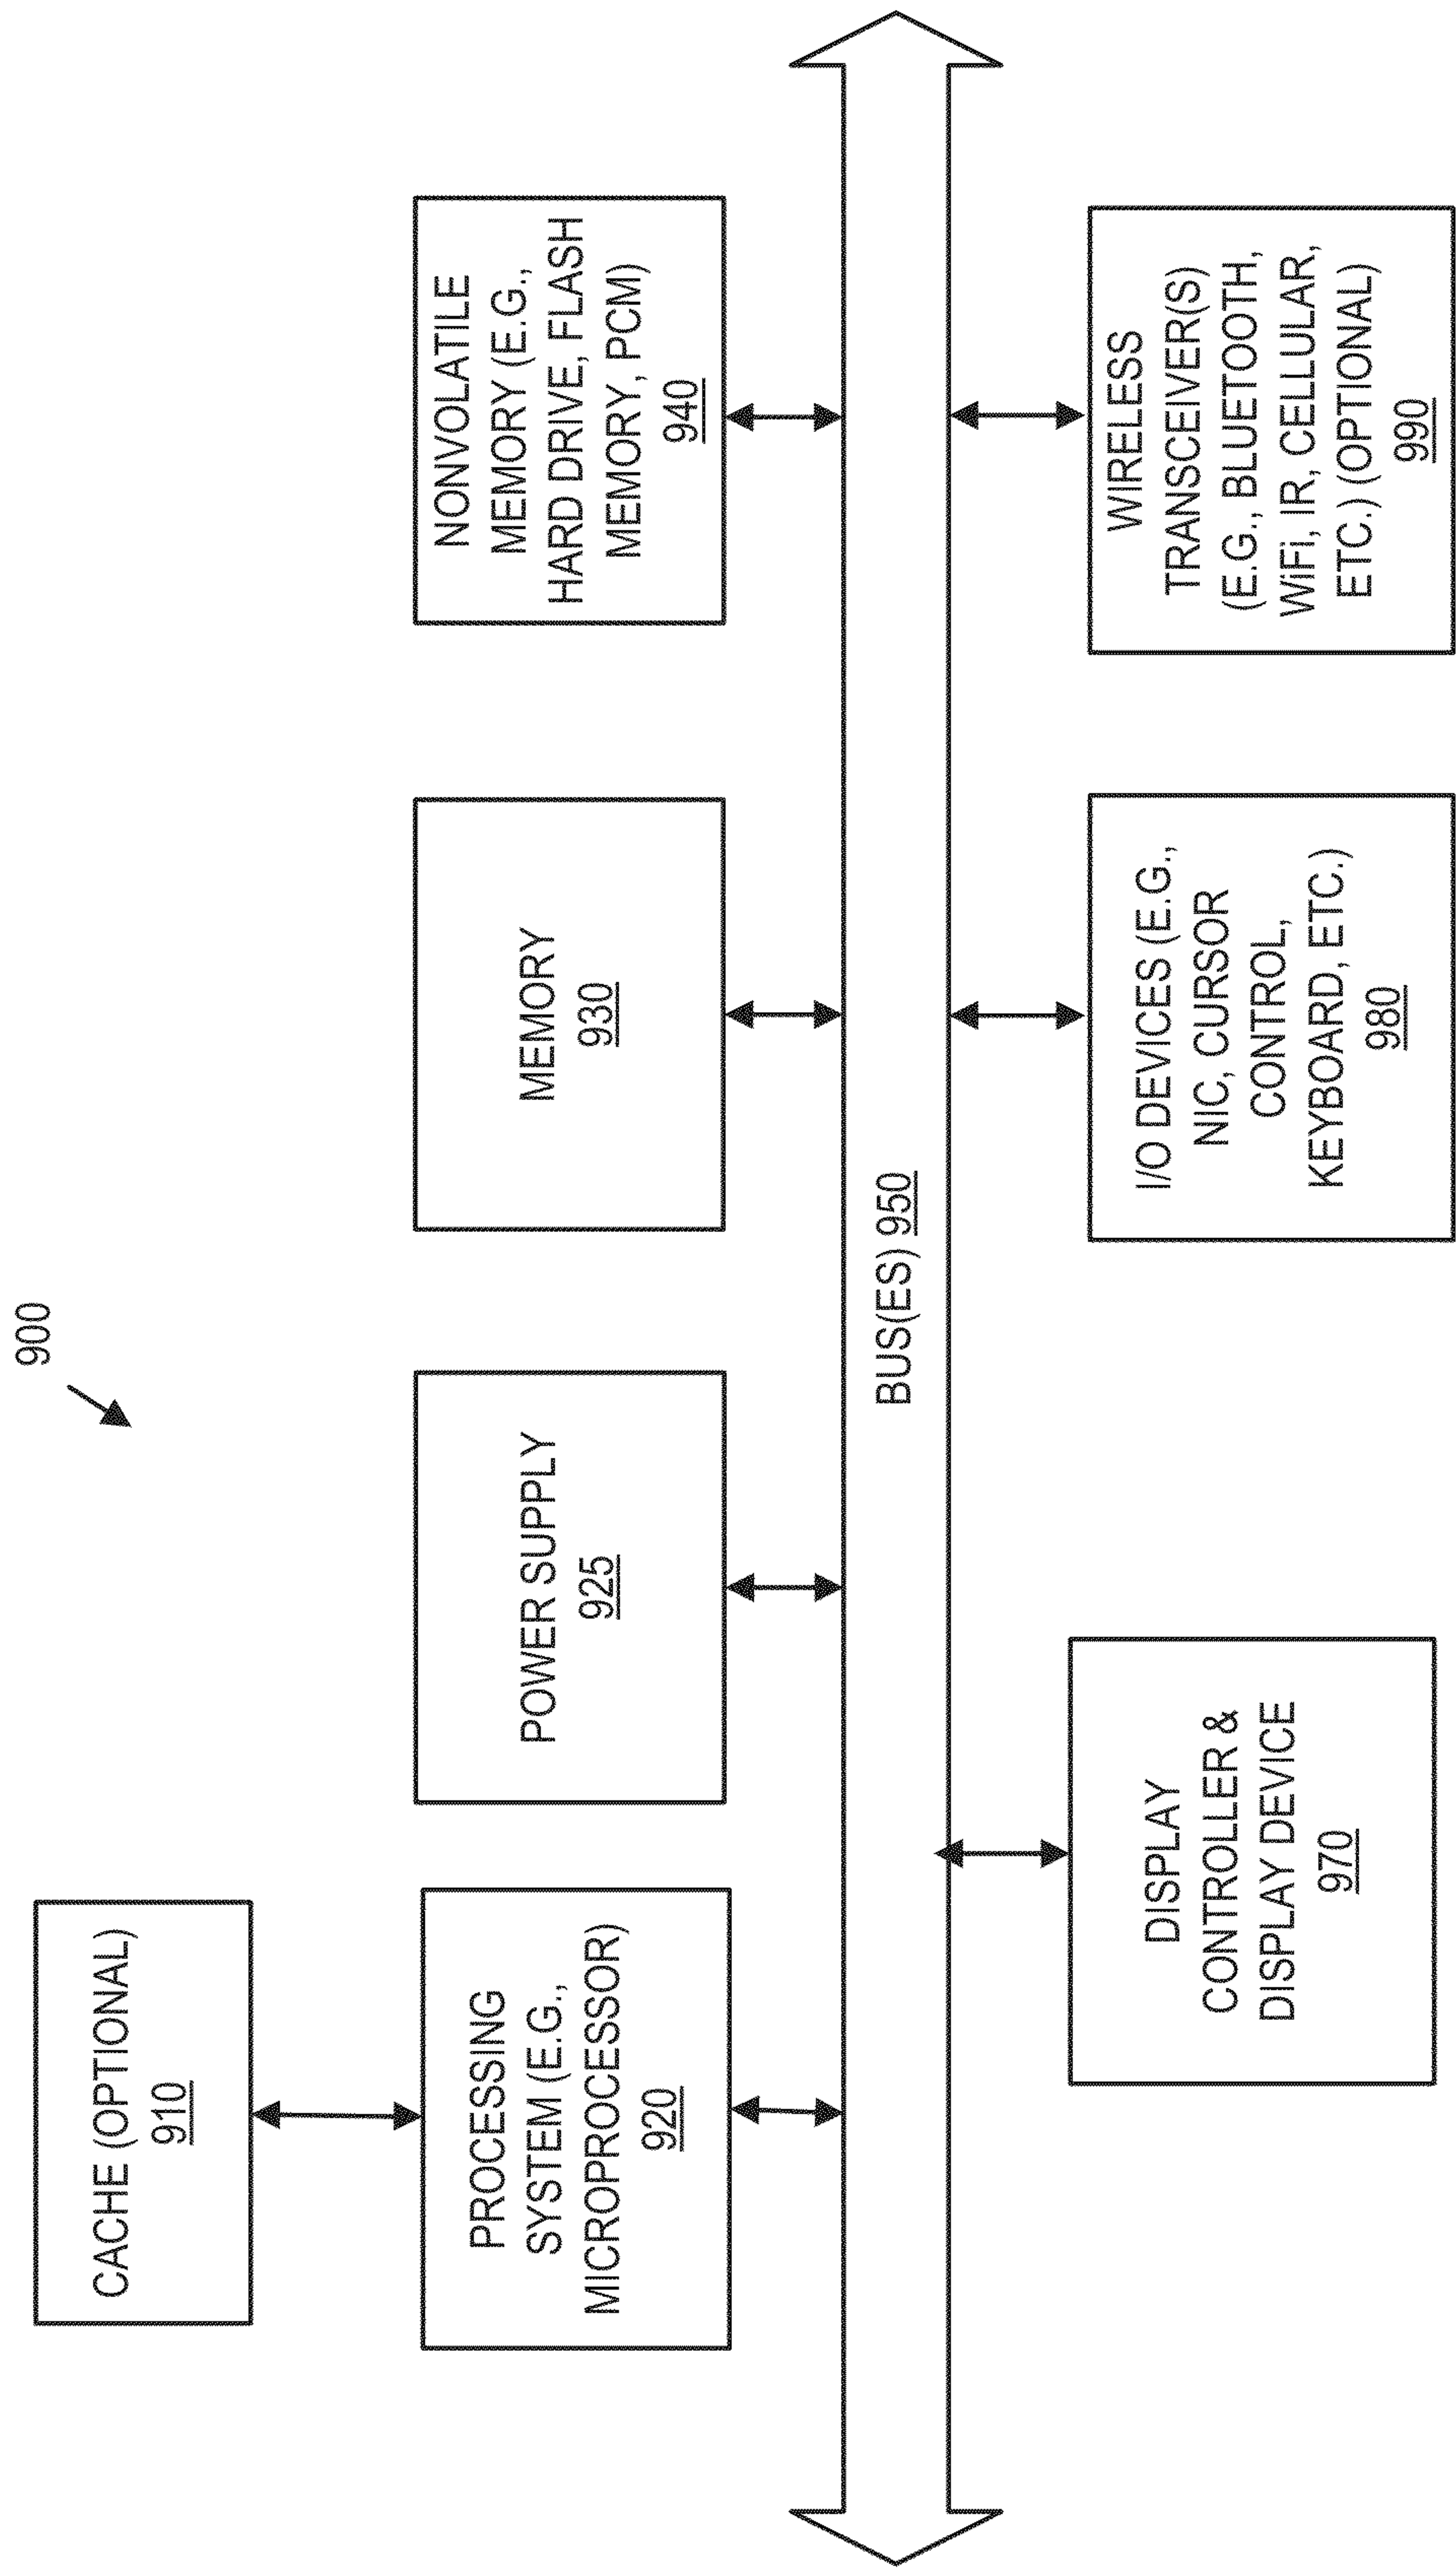 900
CACHE (OPTIONAL)
910
PROCESSING
SYSTEM (E.G.,
MICROPROCESSOR)
920
POWER SUPPLY
925
MEMORY
930
NONVOLATILE
MEMORY (E.G.,
HARD DRIVE, FLASH
MEMORY, PCM)
940
BUS(ES) 950
DISPLAY
CONTROLLER &
DISPLAY DEVICE
970
I/O DEVICES (E.G.,
NIC, CURSOR
CONTROL,
KEYBOARD, ETC.)
980
WIRELESS
TRANSCEIVER(S)
(E.G., BLUETOOTH,
WiFi, IR, CELLULAR,
ETC.) (OPTIONAL)
990